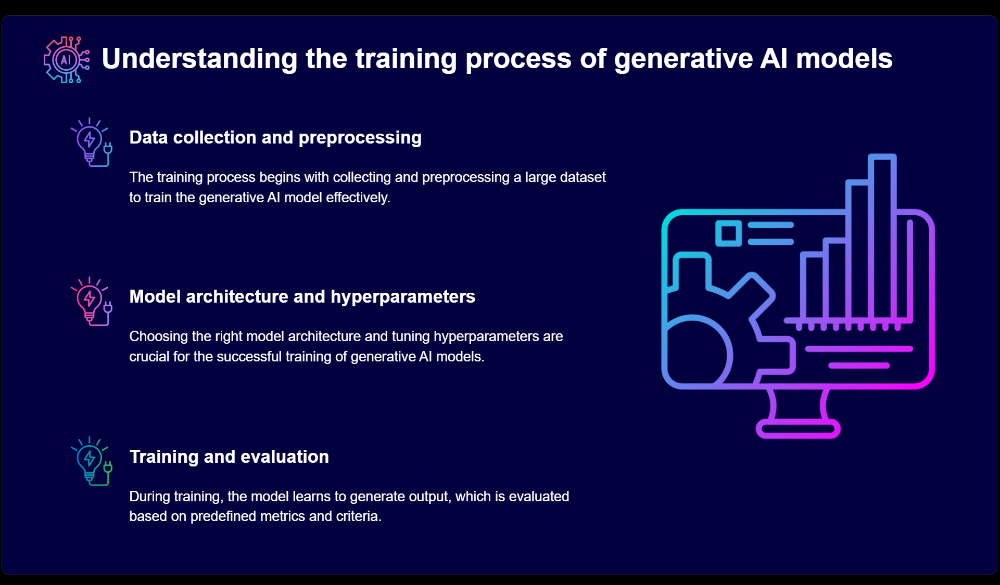 AI
Understanding the training process of generative AI models
Data collection and preprocessing
The training process begins with collecting and preprocessing a large dataset
to train the generative AI model effectively.
Model architecture and hyperparameters
Choosing the right model architecture and tuning hyperparameters are
crucial for the successful training of generative AI models.
Training and evaluation
During training, the model learns to generate output, which is evaluated
based on predefined metrics and criteria.